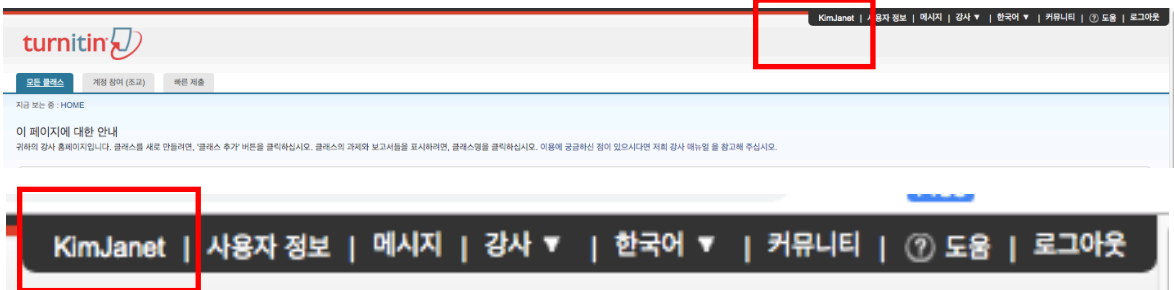 KimJanet | 사용자 정보 | 메시지 | 강사 ▼ | 한국어 ▼ | 커뮤니티 | ? 도움 | 로그아웃
turnitin
모든 클래스 계정 참여 (조교) 빠른 제출
지금 보는 중 : HOME
이 페이지에 대한 안내
귀하의 강사 홈페이지입니다. 클래스를 새로 만들려면, '클래스 추가' 버튼을 클릭하십시오. 클래스의 과제와 보고서들을 표시하려면, 클래스명을 클릭하십시오. 이용에 궁금하신 점이 있으시다면 저희 강사 매뉴얼 을 참고해 주십시오.
KimJanet | 사용자 정보 | 메시지 | 강사 ▼ | 한국어 ▼ | 커뮤니티 | ? 도움 | 로그아웃